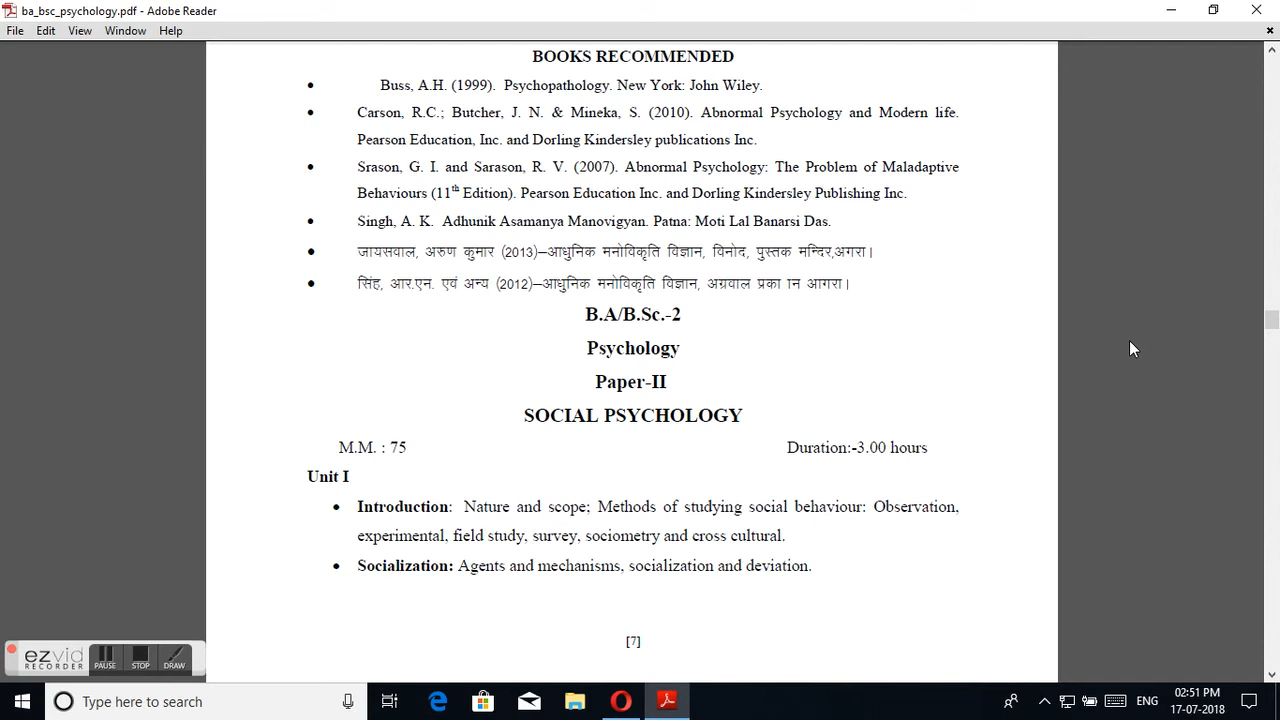 ba_bsc_psychology.pdf - Adobe Reader
File Edit View Window Help
BOOKS RECOMMENDED
• Buss, A.H. (1999). Psychopathology. New York: John Wiley.
• Carson, R.C.; Butcher, J. N. & Mineka, S. (2010). Abnormal Psychology and Modern life.
Pearson Education, Inc. and Dorling Kindersley publications Inc.
• Srason, G. I. and Sarason, R. V. (2007). Abnormal Psychology: The Problem of Maladaptive
Behaviours (11th Edition). Pearson Education Inc. and Dorling Kindersley Publishing Inc.
• Singh, A. K. Adhunik Asamanya Manovigyan. Patna: Moti Lal Banarsi Das.
• जायसवाल, अरुण कुमार (2013)–आधुनिक मनोविकृति विज्ञान, विनोद, पुस्तक मन्दिर,अगरा।
• सिंह, आर.एन. एवं अन्य (2012)–आधुनिक मनोविकृति विज्ञान, अग्रवाल प्रका ान आगरा।
B.A/B.Sc.-2
Psychology
Paper-II
SOCIAL PSYCHOLOGY
M.M. : 75 Duration:-3.00 hours
Unit I
• Introduction: Nature and scope; Methods of studying social behaviour: Observation,
experimental, field study, survey, sociometry and cross cultural.
• Socialization: Agents and mechanisms, socialization and deviation.
[7]
ezvid
RECORDER
PAUSE STOP DRAW
Type here to search
ENG
02:51 PM
17-07-2018